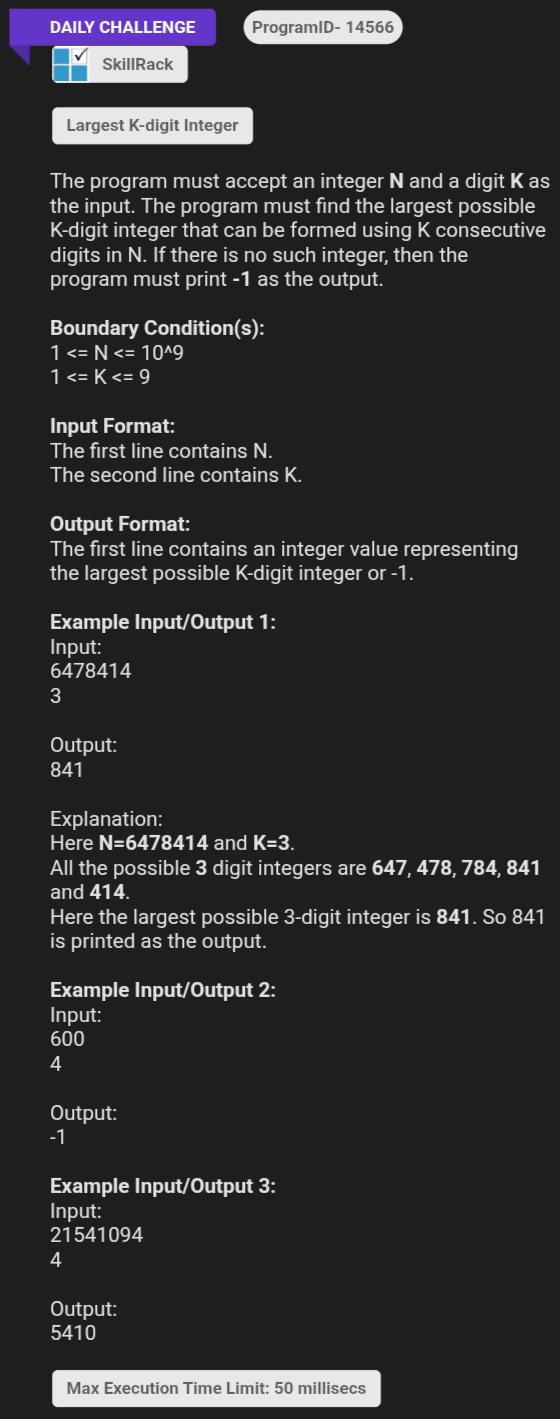 DAILY CHALLENGE
ProgramID- 14566
SkillRack
Largest K-digit Integer
The program must accept an integer N and a digit K as
the input. The program must find the largest possible
K-digit integer that can be formed using K consecutive
digits in N. If there is no such integer, then the
program must print -1 as the output.
Boundary Condition(s):
1 <= N <= 10^9
1 <= K <= 9
Input Format:
The first line contains N.
The second line contains K.
Output Format:
The first line contains an integer value representing
the largest possible K-digit integer or -1.
Example Input/Output 1:
Input:
6478414
3
Output:
841
Explanation:
Here N=6478414 and K=3.
All the possible 3 digit integers are 647, 478, 784, 841
and 414.
Here the largest possible 3-digit integer is 841. So 841
is printed as the output.
Example Input/Output 2:
Input:
600
4
Output:
-1
Example Input/Output 3:
Input:
21541094
4
Output:
5410
Max Execution Time Limit: 50 millisecs